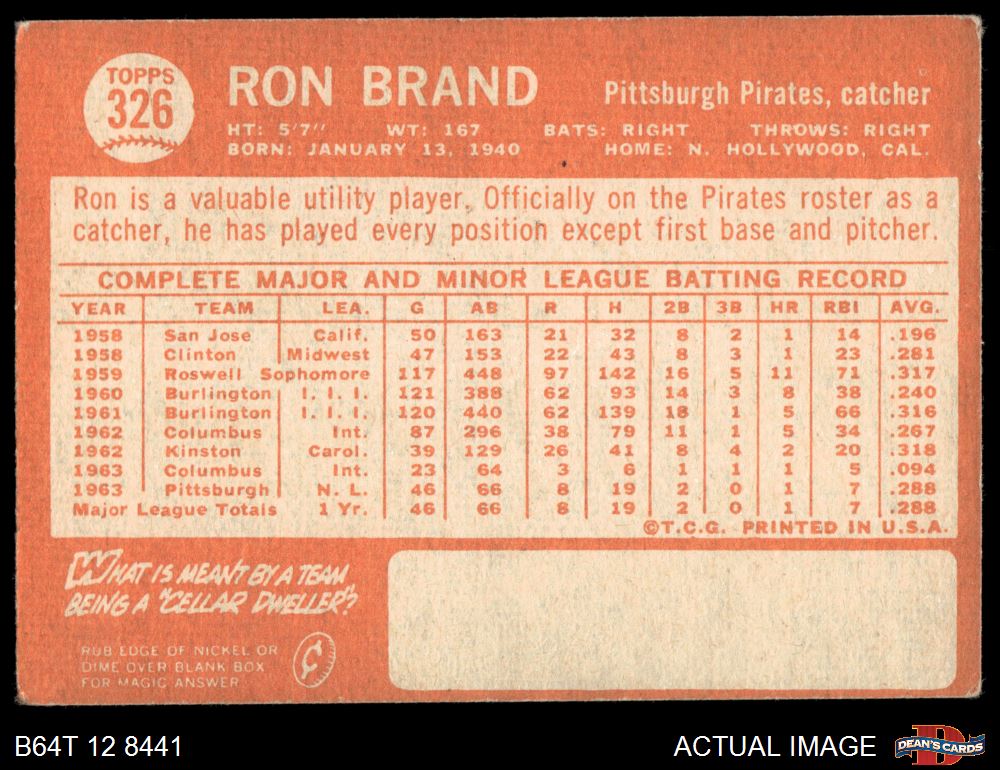 TOPPS
326
RON BRAND
Pittsburgh Pirates, catcher
HT: 5'7" WT: 167 BATS: RIGHT THROWS: RIGHT
BORN: JANUARY 13, 1940 HOME: N. HOLLYWOOD, CAL.
Ron is a valuable utility player. Officially on the Pirates roster as a
catcher, he has played every position except first base and pitcher.
COMPLETE MAJOR AND MINOR LEAGUE BATTING RECORD
YEAR TEAM LEA. G AB R H 2B 3B HR RBI AVG.
1958 San Jose Calif. 50 163 21 32 8 2 1 14 .196
1958 Clinton Midwest 47 153 22 43 8 3 1 23 .281
1959 Roswell Sophomore 117 448 97 142 16 5 11 71 .317
1960 Burlington I. I. I. 121 388 62 93 14 3 8 38 .240
1961 Burlington I. I. I. 120 440 62 139 18 1 5 66 .316
1962 Columbus Int. 87 296 38 79 11 1 5 34 .267
1962 Kinston Carol. 39 129 26 41 8 4 2 20 .318
1963 Columbus Int. 23 64 3 6 1 1 1 5 .094
1963 Pittsburgh N. L. 46 66 8 19 2 0 1 7 .288
Major League Totals 1 Yr. 46 66 8 19 2 0 1 7 .288
©T.C.G. PRINTED IN U.S.A.
WHAT IS MEANT BY A TEAM
BEING A "CELLAR DWELLER"?
RUB EDGE OF NICKEL OR
DIME OVER BLANK BOX
FOR MAGIC ANSWER
¢
B64T 12 8441
ACTUAL IMAGE
DEAN'S CARDS